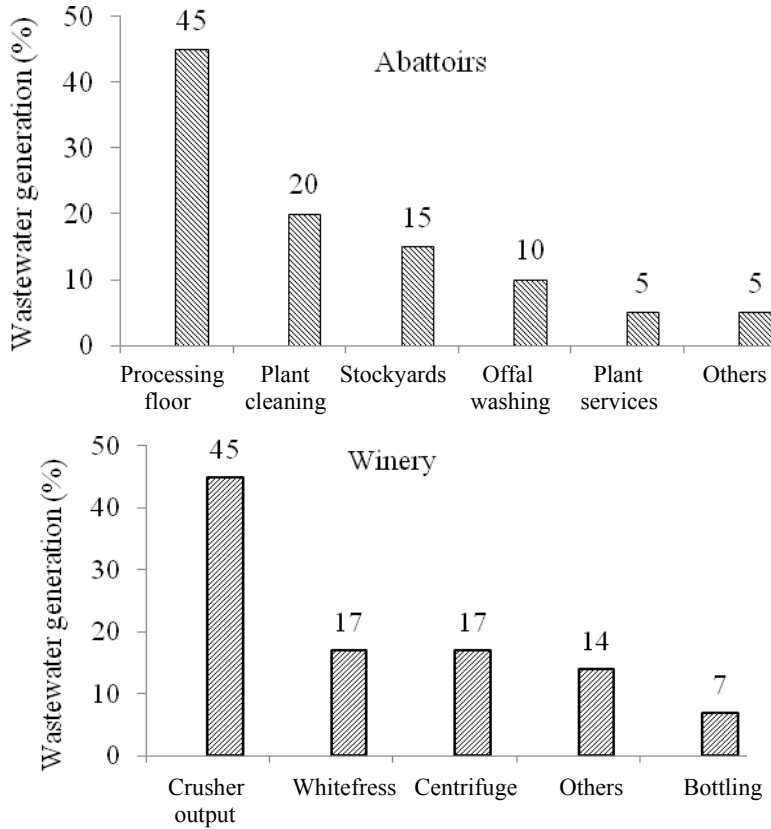 50
45
Abattoirs
40
30
20
20
15
10
10
5
5
0
Wastewater generation (%)
Processing floor
Plant cleaning
Stockyards
Offal washing
Plant services
Others
50
45
Winery
40
30
20
17
17
14
10
7
0
Wastewater generation (%)
Crusher output
Whitefress
Centrifuge
Others
Bottling